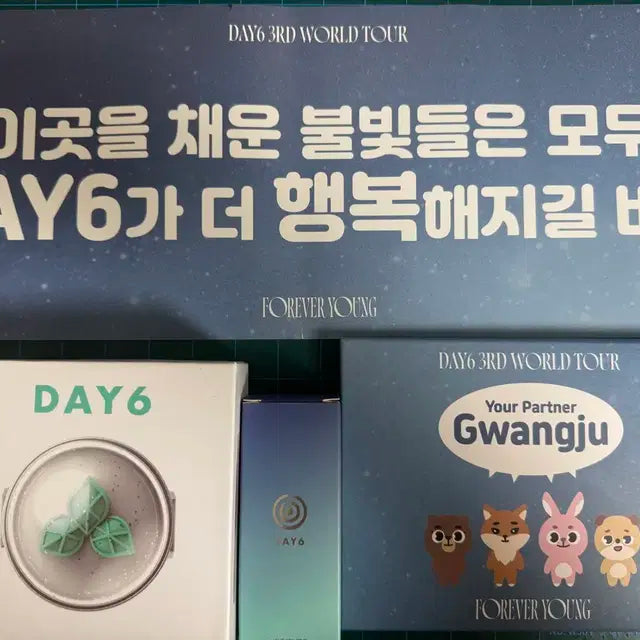 DAY6 3RD WORLD TOUR
이곳을 채운 불빛들은 모두
AY6가 더 행복해지길 바
FOREVER YOUNG
DAY6
DAY6
DAY6 3RD WORLD TOUR
Your Partner
Gwangju
FOREVER YOUNG